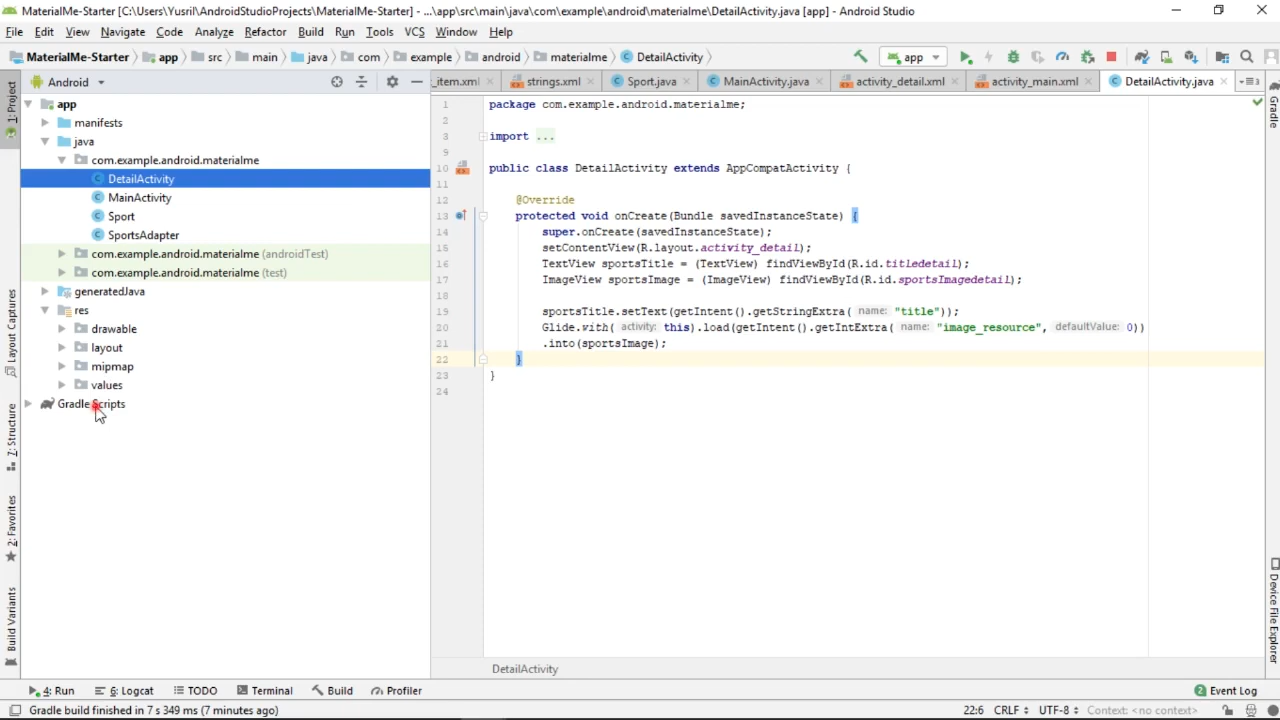 MaterialMe-Starter [C:\Users\Yusril\AndroidStudioProjects\MaterialMe-Starter] - ...\app\src\main\java\com\example\android\materialme\DetailActivity.java [app] - Android Studio
File Edit View Navigate Code Analyze Refactor Build Run Tools VCS Window Help
MaterialMe-Starter app src main java com example android materialme DetailActivity app
Android _item.xml strings.xml Sport.java MainActivity.java activity_detail.xml activity_main.xml DetailActivity.java
1: Project
Layout Captures
Z: Structure
2: Favorites
Build Variants
app
manifests
java
com.example.android.materialme
DetailActivity
MainActivity
Sport
SportsAdapter
com.example.android.materialme (androidTest)
com.example.android.materialme (test)
generatedJava
res
drawable
layout
mipmap
values
Gradle Scripts
1 package com.example.android.materialme;
2
3 import ...
9
10 public class DetailActivity extends AppCompatActivity {
11
12 @Override
13 protected void onCreate(Bundle savedInstanceState) {
14 super.onCreate(savedInstanceState);
15 setContentView(R.layout.activity_detail);
16 TextView sportsTitle = (TextView) findViewById(R.id.titledetail);
17 ImageView sportsImage = (ImageView) findViewById(R.id.sportsImagedetail);
18
19 sportsTitle.setText(getIntent().getStringExtra( name: "title"));
20 Glide.with( activity: this).load(getIntent().getIntExtra( name: "image_resource", defaultValue: 0))
21 .into(sportsImage);
22 }
23 }
24
Gradle
Device File Explorer
DetailActivity
4: Run 6: Logcat TODO Terminal Build Profiler 2 Event Log
Gradle build finished in 7 s 349 ms (7 minutes ago) 22:6 CRLF UTF-8 Context: <no context>